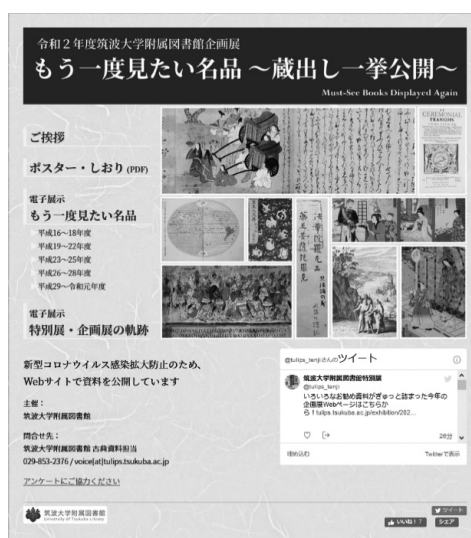 令和２年度筑波大学附属図書館企画展
もう一度見たい名品 ～蔵出し一挙公開～
Must-See Books Displayed Again
ご挨拶
ポスター・しおり (PDF)
電子展示
もう一度見たい名品
平成16～18年度
平成19～22年度
平成23～25年度
平成26～28年度
平成29～令和元年度
電子展示
特別展・企画展の軌跡
CEREMONIAL
新型コロナウイルス感染拡大防止のため、
Webサイトで資料を公開しています
主催：
筑波大学附属図書館
問合せ先：
筑波大学附属図書館 古典資料担当
029-853-2376 / voice[at]tulips.tsukuba.ac.jp
アンケートにご協力ください
@tulips_tenjiさんのツイート
筑波大学附属図書館特別展
@tulips_tenji
いろいろなお勧め資料がぎゅっと詰まった今年の
企画展Webページはこちらか
ら！tulips.tsukuba.ac.jp/exhibition/202...
26分
埋め込む
Twitterで表示
筑波大学附属図書館
University of Tsukuba Library
ツイート
いいね！ 7
シェア